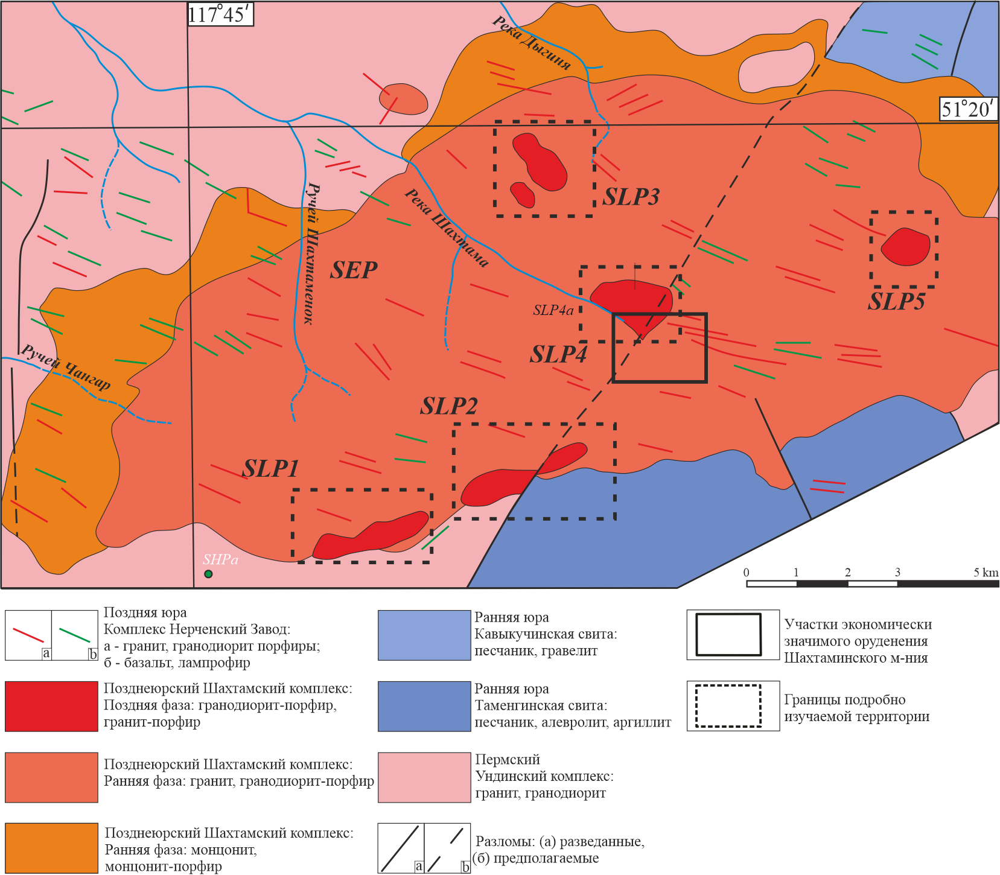 117°45′
Река Дыгиня
51°20′
SLP3
Ручей Шахтаменок
Река Шахтама
SEP
SLP5
SLP4a
SLP4
Ручей Чангар
SLP2
SLP1
SHPa
0 1 2 3 5 km
a b
Поздняя юра
Комплекс Нерченский Завод:
а - гранит, гранодиорит порфиры;
б - базальт, лампрофир
Позднеюрский Шахтамский комплекс:
Поздняя фаза: гранодиорит-порфир,
гранит-порфир
Позднеюрский Шахтамский комплекс:
Ранняя фаза: гранит, гранодиорит-порфир
Позднеюрский Шахтамский комплекс:
Ранняя фаза: монцонит,
монцонит-порфир
Ранняя юра
Кавыкучинская свита:
песчаник, гравелит
Ранняя юра
Таменгинская свита:
песчаник, алевролит, аргиллит
Пермский
Ундинский комплекс:
гранит, гранодиорит
a b
Разломы: (а) разведанные,
(б) предполагаемые
Участки экономически
значимого оруденения
Шахтаминского м-ния
Границы подробно
изучаемой территории